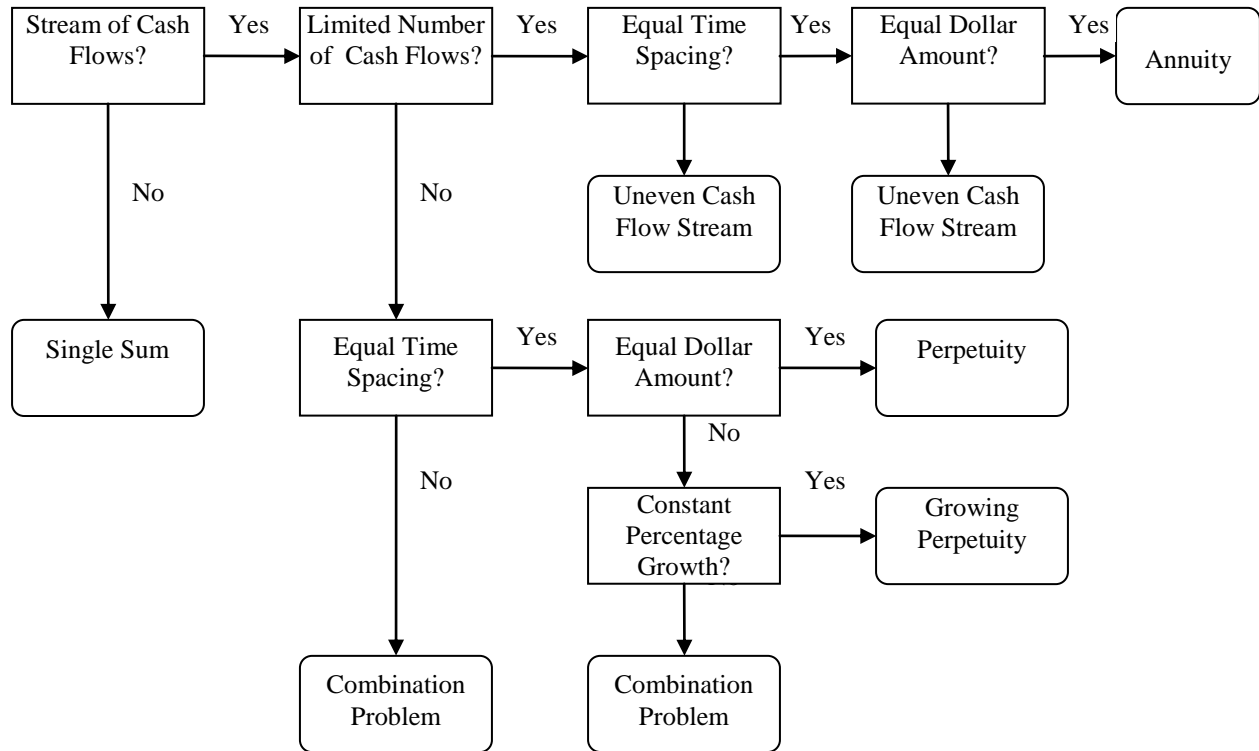 Stream of Cash
Flows?
Yes
Limited Number
of Cash Flows?
Yes
Equal Time
Spacing?
Yes
Equal Dollar
Amount?
Yes
Annuity
No
No
Uneven Cash
Flow Stream
Uneven Cash
Flow Stream
Single Sum
Equal Time
Spacing?
Yes
Equal Dollar
Amount?
Yes
Perpetuity
No
No
Constant
Percentage
Growth?
Yes
Growing
Perpetuity
Combination
Problem
Combination
Problem